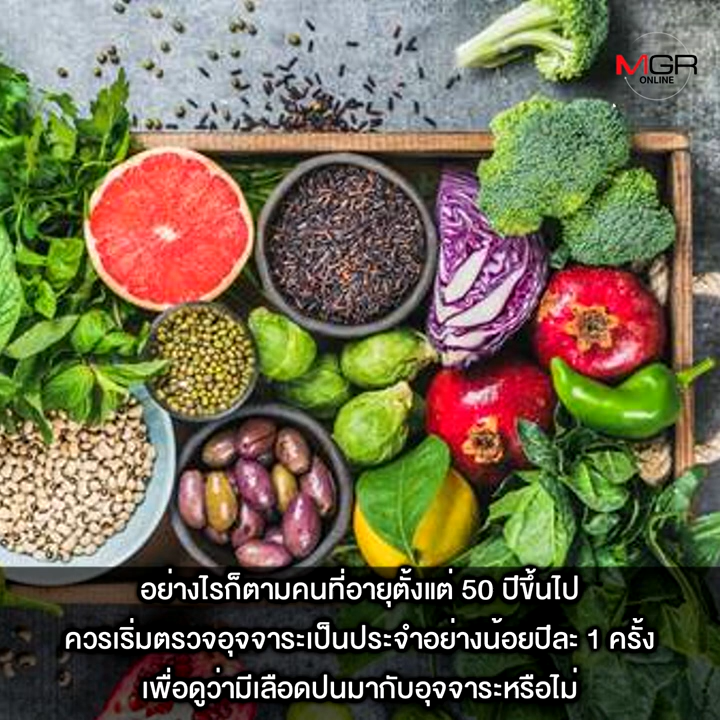 MGR
ONLINE
อย่างไรก็ตามคนที่อายุตั้งแต่ 50 ปีขึ้นไป
ควรเริ่มตรวจอุจจาระเป็นประจำอย่างน้อยปีละ 1 ครั้ง
เพื่อดูว่ามีเลือดปนมากับอุจจาระหรือไม่